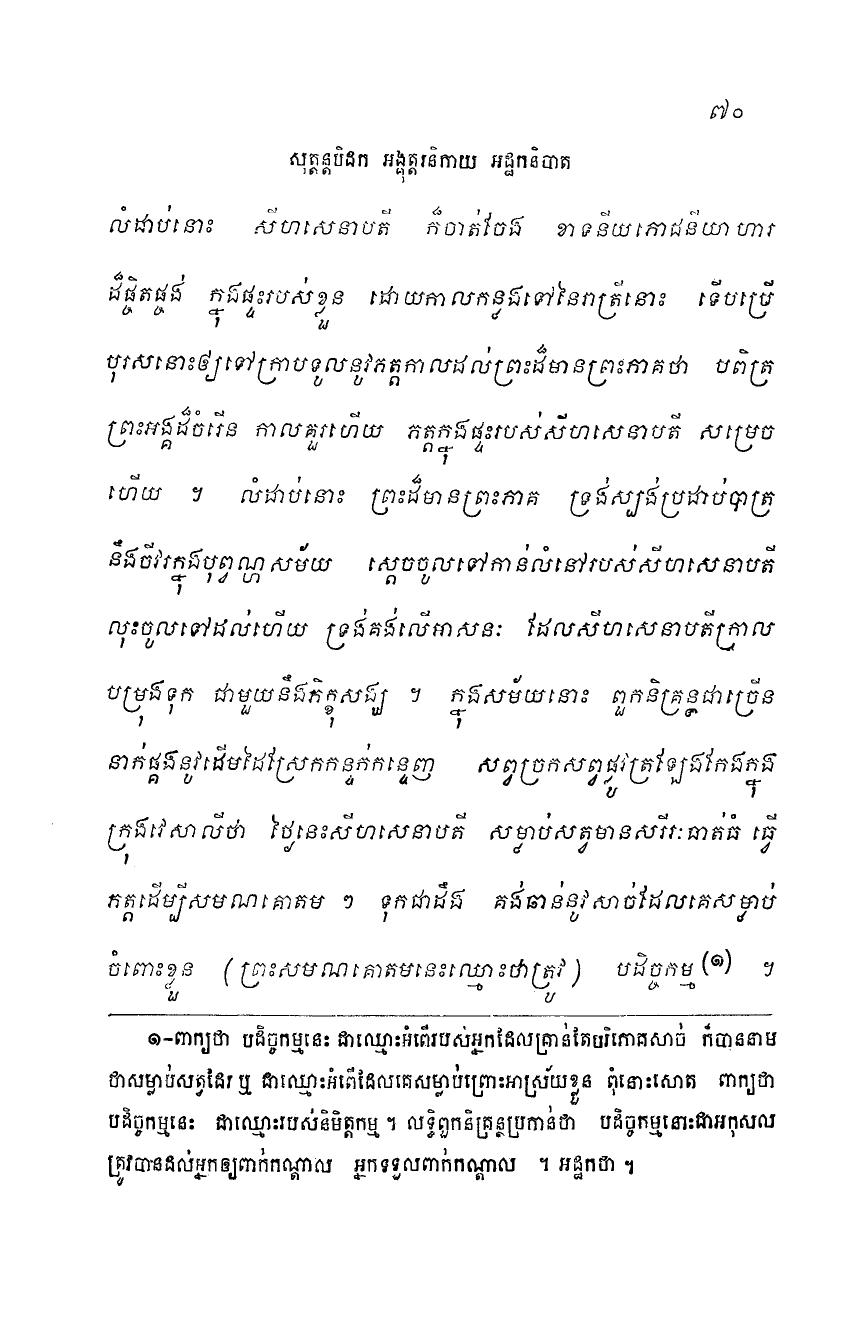 ៧០
សុត្តន្តបិដក អង្គុត្តរនិកាយ អដ្ឋកនិបាត
លំដាប់នោះ សីហសេនាបតី ក៏ចាត់ចែង ខាទនីយភោជនីយាហារ
ដ៏ផ្ចិតផ្ចង់ ក្នុងផ្ទះរបស់ខ្លួន ដោយកាលកន្លងទៅនៃរាត្រីនោះ ទើបប្រើ
បុរសនោះឲ្យទៅក្រាបទូលនូវភត្តកាលដល់ព្រះដ៏មានព្រះភាគថា បពិត្រ
ព្រះអង្គដ៏ចំរើន កាលគួរហើយ ភត្តក្នុងផ្ទះរបស់សីហសេនាបតី សម្រេច
ហើយ ។ លំដាប់នោះ ព្រះដ៏មានព្រះភាគ ទ្រង់ស្បង់ប្រដាប់បាត្រ
នឹងចីវរក្នុងបុព្វណ្ហសម័យ ស្តេចចូលទៅកាន់លំនៅរបស់សីហសេនាបតី
លុះចូលទៅដល់ហើយ ទ្រង់គង់លើអាសនៈ ដែលសីហសេនាបតីក្រាល
បម្រុងទុក ជាមួយនឹងភិក្ខុសង្ឃ ។ ក្នុងសម័យនោះ ពួកនិគ្រន្ថជាច្រើន
នាក់ផ្គងនូវដើមដៃស្រែកកន្ទក់កន្ទេញ សព្វច្រកសព្វផ្លូវត្រឡែងកែងក្នុង
ក្រុងវេសាលីថា ថ្ងៃនេះសីហសេនាបតី សម្លាប់សត្វមានសរីរៈធាត់ធំ ធ្វើ
ភត្តដើម្បីសមណគោតម ៗ ទុកជាដឹង គង់ឆាន់នូវសាច់ដែលគេសម្លាប់
ចំពោះខ្លួន (ព្រះសមណគោតមនេះឈ្មោះថាត្រូវ) បដិច្ចកម្ម (១) ។
១-ពាក្យថា បដិច្ចកម្មនេះ ជាឈ្មោះអំពើរបស់អ្នកដែលគ្រាន់តែបរិភោគសាច់ ក៏បាននាម
ជាសម្លាប់សត្វដែរ ឬ ជាឈ្មោះអំពើដែលគេសម្លាប់ព្រោះអាស្រ័យខ្លួន ពុំនោះសោត ពាក្យថា
បដិច្ចកម្មនេះ ជាឈ្មោះរបស់និមិត្តកម្ម ។ លទ្ធិពួកនិគ្រន្ថប្រកាន់ថា បដិច្ចកម្មនោះជាអកុសល
ត្រូវបានដល់អ្នកឲ្យពាក់កណ្តាល អ្នកទទួលពាក់កណ្តាល ។ អដ្ឋកថា ។